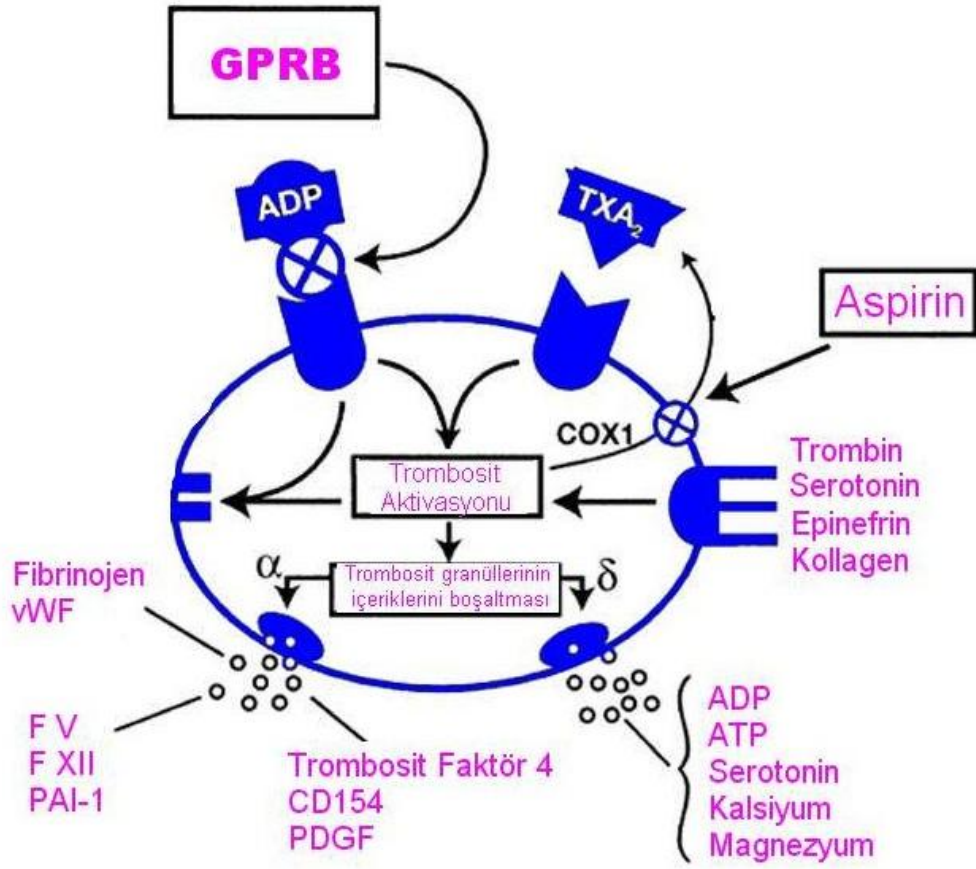 GPRB
ADP
TXA2
Aspirin
COX1
Trombin
Serotonin
Epinefrin
Kollagen
Trombosit
Aktivasyonu
α
Trombosit granüllerinin
içeriklerini boşaltması
δ
Fibrinojen
vWF
F V
F XII
PAI-1
Trombosit Faktör 4
CD154
PDGF
ADP
ATP
Serotonin
Kalsiyum
Magnezyum